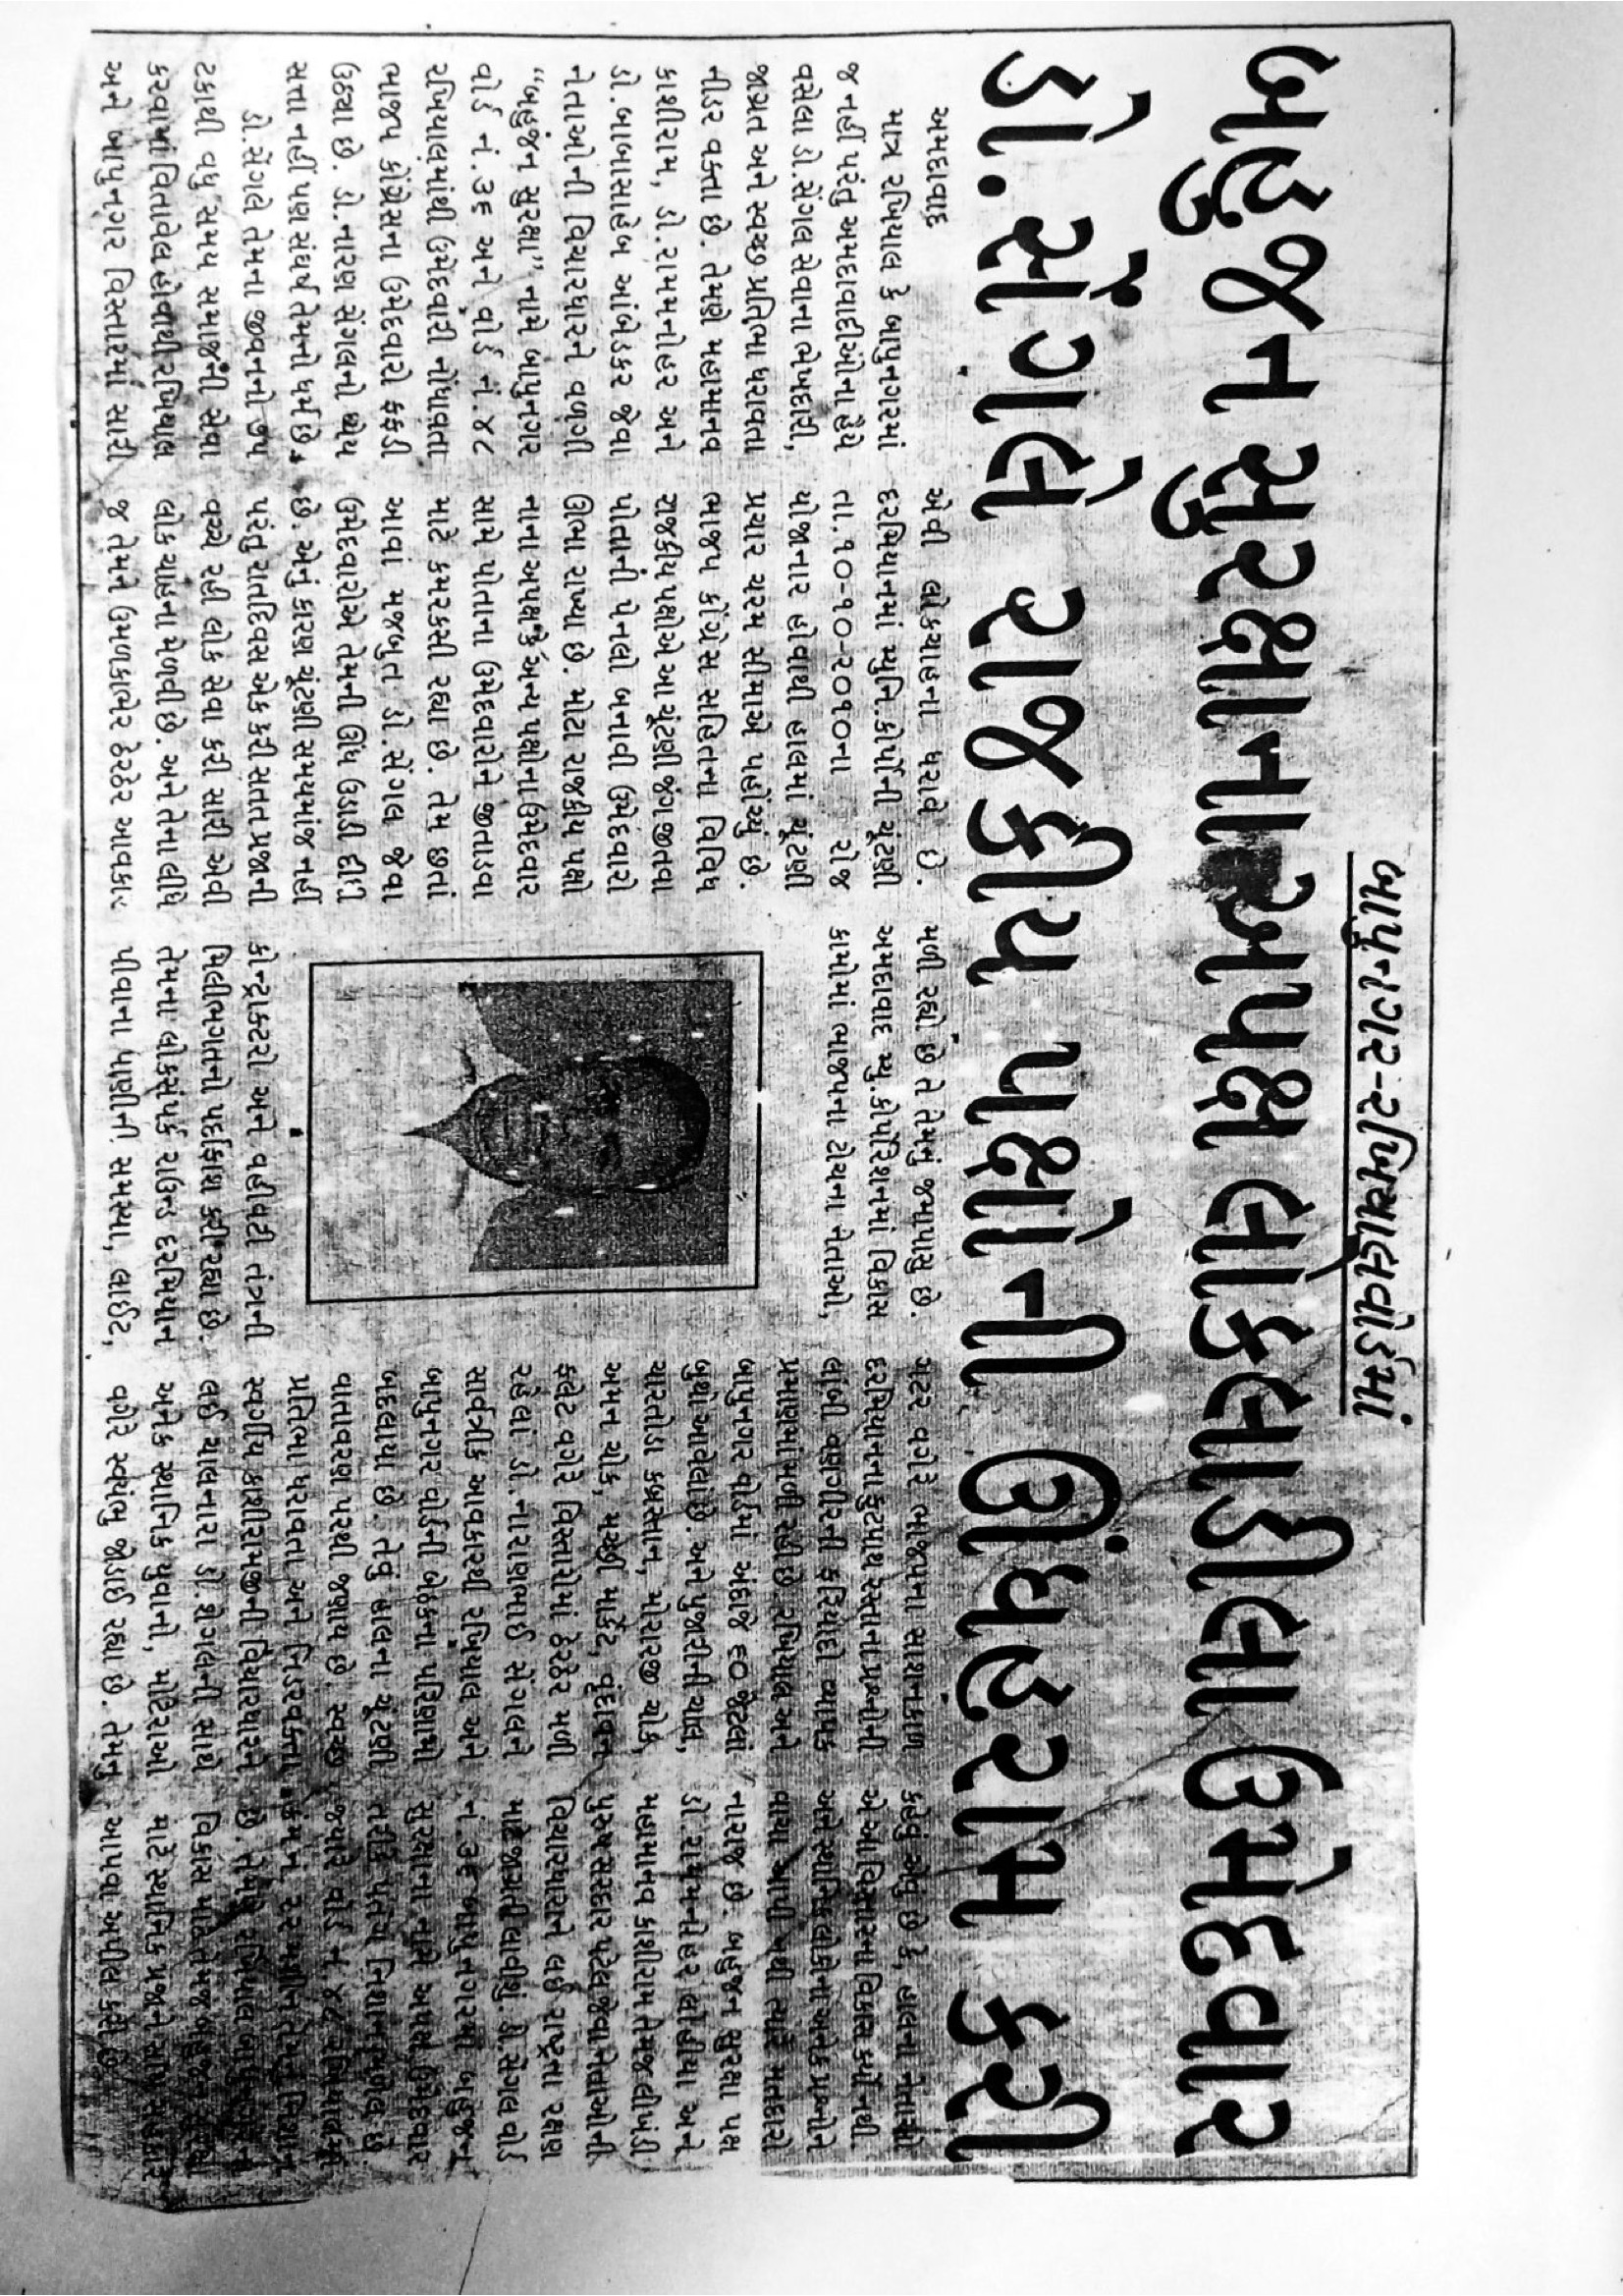 બાપુનગર-રખિયાલવોર્ડમાં
બહુજન સુરક્ષાના અપક્ષ લોકલાડીલા ઉમેદવાર
ડો.સેંગલે રાજકીય પક્ષોની ઊંઘહરામ કરી
અમદાવાદ
માત્ર રખિયાલ કે બાપુનગરમાં
જ નહીં પરંતુ અમદાવાદીઓના હૈયે
વસેલા ડો.સેંગલ સેવાના ભેખદારી,
જાગ્રત અને સ્વચ્છ પ્રતિભા ધરાવતા
નીડર વક્તા છે. તેમણે મહામાનવ
કાશીરામ, ડો.રામમનોહર અને
ડો.બાબાસાહેબ આંબેડકર જેવા
નેતાઓની વિચારધારને વળગી
“બહુજન સુરક્ષા” નામે બાપુનગર
વોર્ડ નં.૩૬ અને વોર્ડ નં.૪૮
રખિયાલમાંથી ઉમેદવારી નોંધાવતા
ભાજપ કોંગ્રેસના ઉમેદવારો ફફડી
ઉઠ્યા છે. ડો.નારણ સેંગલનો ધ્યેય
સત્તા નહીં પણ સંઘર્ષ તેમનો ધર્મ છે.
ડો.સેંગલે તેમના જીવનનો ૭૫
ટકાથી વધુ સમય સમાજની સેવા
કરવામાં વિતાવેલ હોવાથી રખિયાલ
અને બાપુનગર વિસ્તારમાં સારી
એવી લોકચાહના ધરાવે છે.
દરમિયાનમાં મ્યુનિ.કોર્પોની ચૂંટણી
તા.૧૦-૧૦-૨૦૧૦ના રોજ
યોજાનાર હોવાથી હાલમાં ચૂંટણી
પ્રચાર ચરમ સીમાએ પહોંચ્યું છે.
ભાજપ કોંગ્રેસ સહિતના વિવિધ
રાજકીય પક્ષોએ આ ચૂંટણી જંગ જીતવા
પોતાની પેનલો બનાવી ઉમેદવારો
ઊભા રાખ્યા છે. મોટા રાજકીય પક્ષો
નાના અપક્ષ કે અન્ય પક્ષોના ઉમેદવાર
સામે પોતાના ઉમેદવારોને જીતાડવા
માટે કમરકસી રહ્યા છે. તેમ છતાં
આવાં મજબુત ડો.સેંગલ જેવા
ઉમેદવારોએ તેમની ઊંઘ ઉડાડી દીધી
છે. એનું કારણ ચૂંટણી સમયમાંજ નહીં
પરંતુ રાતદિવસ એક કરી સતત પ્રજાની
વચ્ચે રહી લોક સેવા કરી સારી એવી
લોક ચાહના મેળવી છે. અને તેના લીધે
જ તેમને ઉમળકાભેર ઠેરઠેર આવકાર
મળી રહ્યો છે તે તેમનું જમાપાસુ છે.
અમદાવાદ મ્યુ.કોર્પોરેશનમાં વિકાસ
કામોમાં ભાજપના ટોચના નેતાઓ,
કોન્ટ્રાક્ટરો અને વહીવટી તંત્રની
મિલીભગતનો પર્દાફાશ કરી રહ્યા છે.
તેમના લોકસંપર્ક રાઉન્ડ દરમિયાન
પીવાના પાણીની સમસ્યા, લાઈટ,
ગટર વગેરે ભાજપના સાશનકાળ
દરમિયાનના ફુટપાથ રસ્તાના પ્રશ્નોની
લાંબી વણગીરની ફરિયાદો વ્યાપક
પ્રમાણમાં મળી રહી છે. રખિયાલ અને
બાપુનગર વોર્ડમાં અંદાજે ૬૦ જેટલાં
બુથો આવેલાં છે. અને પુજારીની ચાલ,
ચારતોડા કબ્રસ્તાન, મોરારજી ચોક,
અમન ચોક, મચ્છી માર્કેટ, વૃંદાવન
ફ્લેટ વગેરે વિસ્તારોમાં ઠેરઠેર મળી
રહેલાં ડો.નારાણભાઈ સેંગલને
સાર્વત્રીક આવકારથી રખિયાલ અને
બાપુનગર વોર્ડની બેઠકના પરિણામો
બદલાયા છે. તેવું હાલના ચૂંટણી
વાતાવરણ પરથી જણાય છે. સ્વચ્છ
પ્રતિભા ધરાવતા અને નિડરવક્તા
સ્વર્ગીય કાશીરામજીની વિચારધારને
લઈ ચાલનારા ડો.શેગલની સાથે
અનેક સ્થાનિક યુવાનો, મોટેરાઓ
વગેરે સ્વયંભુ જોડાઈ રહ્યા છે. તેમનુ
કહેવું એવું છે કે, હાલના નેતાઓ
એ આ વિસ્તારના વિકાસ કર્યો નથી.
અને સ્થાનિક લોકોના અનેક પ્રશ્નોને
વાચા આપી નથી ત્યારે મતદારો
નારાજ છે. બહુજન સુરક્ષા પક્ષ
ડો.રામમનોહર લોહીયા અને
મહામાનવ કાશીરામ તેમજ લોખંડી
પુરુષ સરદાર પટેલ જેવા નેતાઓની
વિચારધારાને લઈ રાષ્ટ્રતા રક્ષણ
માટે જાગ્રતી લાવીશું. ડો.સેંગલ વોર્ડ
નં.૩૬ બાપુનગરમાં બહુજન
સુરક્ષાના નામે અપક્ષ ઉમેદવાર
તરીકે પતંગ નિશાન મળેલ છે.
જ્યારે વોર્ડ નં.૪૮ રખિયાલમાં
ક્રમ નં. ૨૨ તેમનું નિશાન
છે. તેમણે રખિયાલ બાપુનગરના
વિકાસ માટે તેમજ બહુજન સુરક્ષા
માટે સ્થાનિક પ્રજાને સાથ સહકાર
આપવા અપીલ કરી છે.